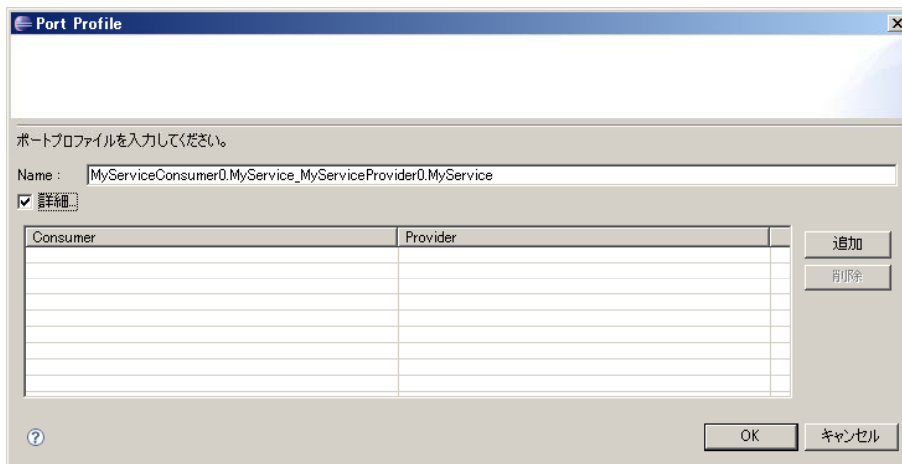 Port Profile
ポートプロファイルを入力してください。
Name : MyServiceConsumer0.MyService_MyServiceProvider0.MyService
詳細...
Consumer Provider
追加
削除
OK キャンセル